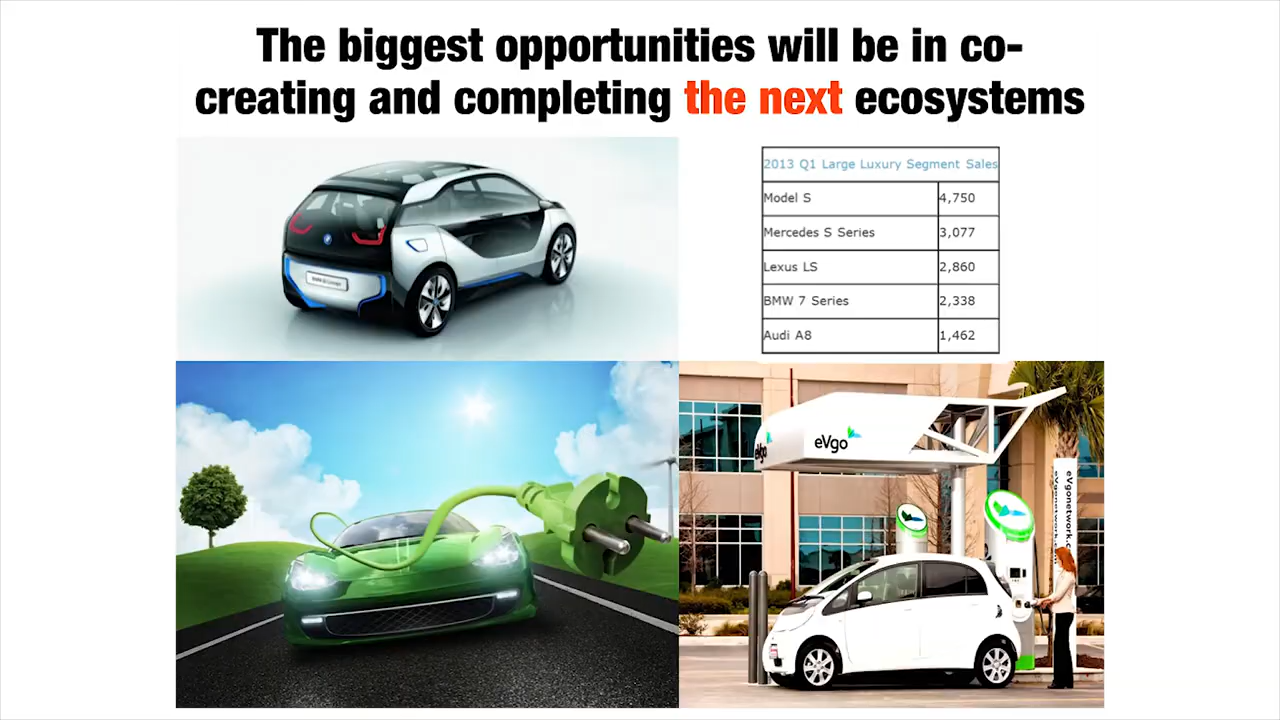 The biggest opportunities will be in co-
creating and completing the next ecosystems
2013 Q1 Large Luxury Segment Sales
Model S 4,750
Mercedes S Series 3,077
Lexus LS 2,860
BMW 7 Series 2,338
Audi A8 1,462
eVgo
eVgo